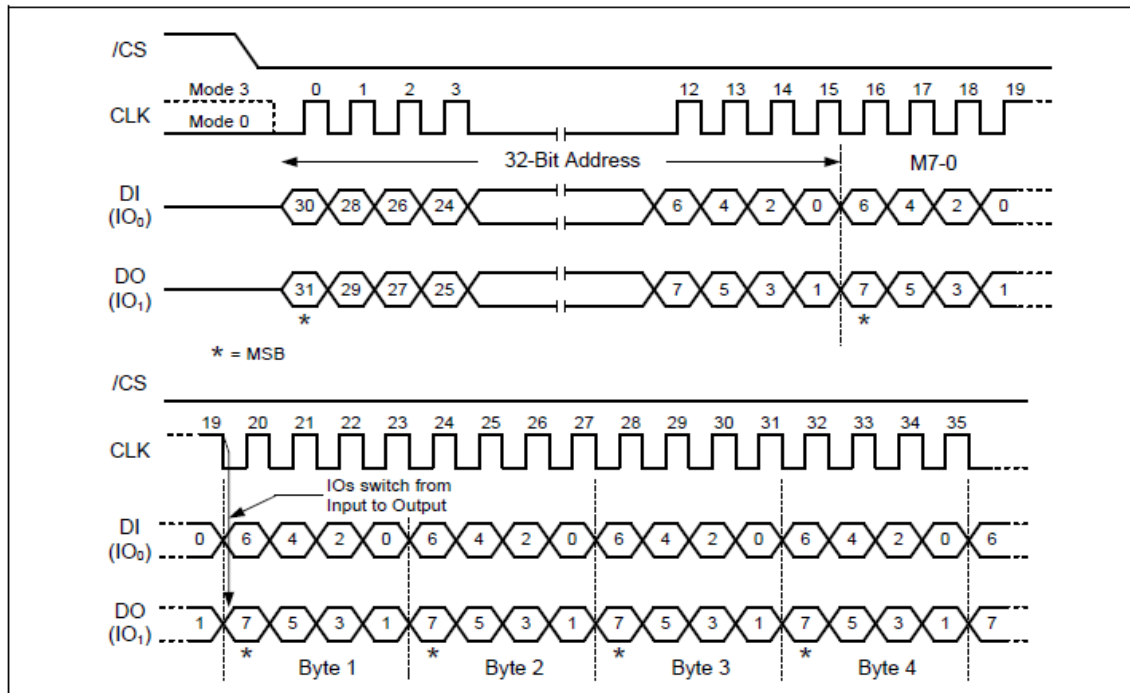 /CS
Mode 3 0 1 2 3 12 13 14 15 16 17 18 19
CLK
Mode 0
32-Bit Address M7-0
DI
(IO0) 30 28 26 24 6 4 2 0 6 4 2 0
DO
(IO1) 31 29 27 25 7 5 3 1 7 5 3 1
* *
* = MSB
/CS
19 20 21 22 23 24 25 26 27 28 29 30 31 32 33 34 35
CLK
IOs switch from
Input to Output
DI
(IO0) 0 6 4 2 0 6 4 2 0 6 4 2 0 6 4 2 0 6
DO
(IO1) 1 7 5 3 1 7 5 3 1 7 5 3 1 7 5 3 1 7
* * * *
Byte 1 Byte 2 Byte 3 Byte 4